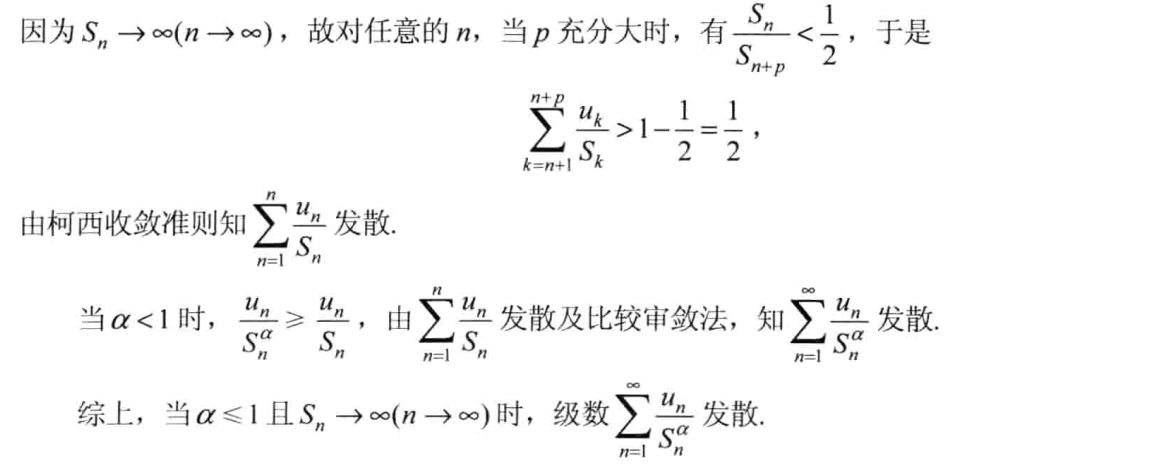 因为 $S_n \to \infty (n \to \infty)$，故对任意的 $n$，当 $p$ 充分大时，有 $\frac{S_n}{S_{n+p}} < \frac{1}{2}$，于是
$\sum_{k=n+1}^{n+p} \frac{u_k}{S_k} > 1 - \frac{1}{2} = \frac{1}{2}$，
由柯西收敛准则知 $\sum_{n=1}^{n} \frac{u_n}{S_n}$ 发散.
当 $\alpha < 1$ 时，$\frac{u_n}{S_n^{\alpha}} \geqslant \frac{u_n}{S_n}$，由 $\sum_{n=1}^{n} \frac{u_n}{S_n}$ 发散及比较审敛法，知 $\sum_{n=1}^{\infty} \frac{u_n}{S_n^{\alpha}}$ 发散.
综上，当 $\alpha \leqslant 1$ 且 $S_n \to \infty (n \to \infty)$ 时，级数 $\sum_{n=1}^{\infty} \frac{u_n}{S_n^{\alpha}}$ 发散.